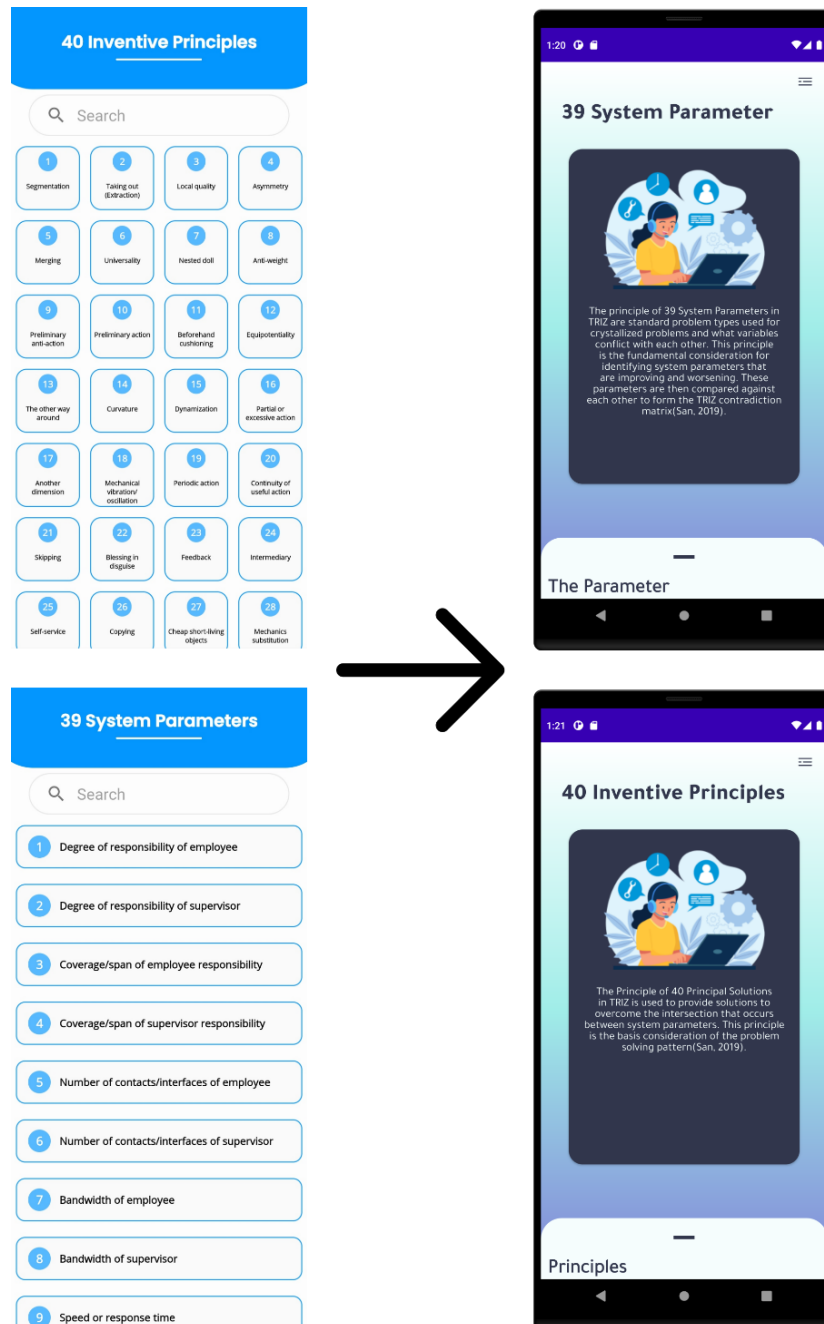 40 Inventive Principles
Search
1
2
3
4
Segmentation
Taking out
(Extraction)
Local quality
Asymmetry
5
6
7
8
Merging
Universality
Nested doll
Anti-weight
9
10
11
12
Preliminary
anti-action
Preliminary action
Beforehand
cushioning
Equipotentiality
13
14
15
16
The other way
around
Curvature
Dynamization
Partial or
excessive action
17
18
19
20
Another
dimension
Mechanical
vibration/
oscillation
Periodic action
Continuity of
useful action
21
22
23
24
Skipping
Blessing in
disguise
Feedback
Intermediary
25
26
27
28
Self-service
Copying
Cheap short-living
objects
Mechanics
substitution
1:20
39 System Parameter
The principle of 39 System Parameters in
TRIZ are standard problem types used for
crystallized problems and what variables
conflict with each other. This principle
is the fundamental consideration for
identifying system parameters that
are improving and worsening. These
parameters are then compared against
each other to form the TRIZ contradiction
matrix(San, 2019).
The Parameter
39 System Parameters
Search
1 Degree of responsibility of employee
2 Degree of responsibility of supervisor
3 Coverage/span of employee responsibility
4 Coverage/span of supervisor responsibility
5 Number of contacts/interfaces of employee
6 Number of contacts/interfaces of supervisor
7 Bandwidth of employee
8 Bandwidth of supervisor
9 Speed or response time
1:21
40 Inventive Principles
The Principle of 40 Principal Solutions
in TRIZ is used to provide solutions to
overcome the intersection that occurs
between system parameters. This principle
is the basis consideration of the problem
solving pattern(San, 2019).
Principles